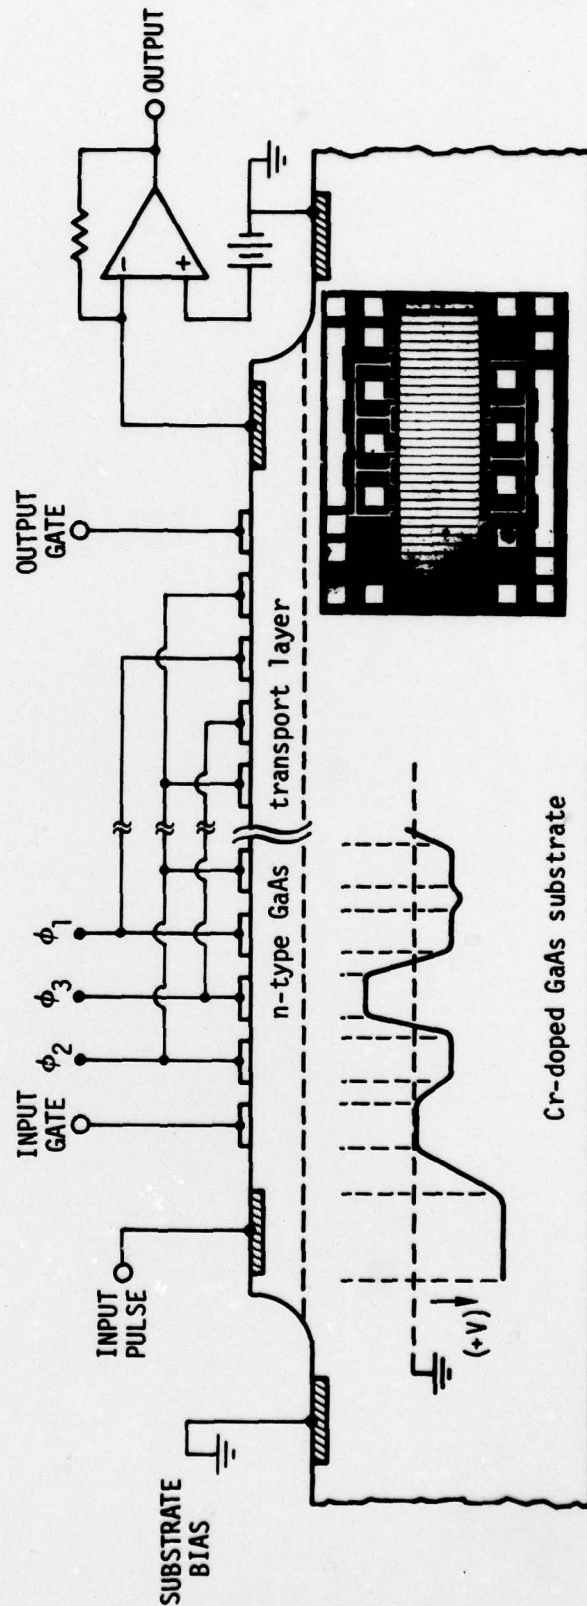 SUBSTRATE
BIAS
INPUT
PULSE
INPUT
GATE
ϕ2
ϕ3
ϕ1
OUTPUT
GATE
OUTPUT
-
+
n-type GaAs transport layer
(+V)
Cr-doped GaAs substrate